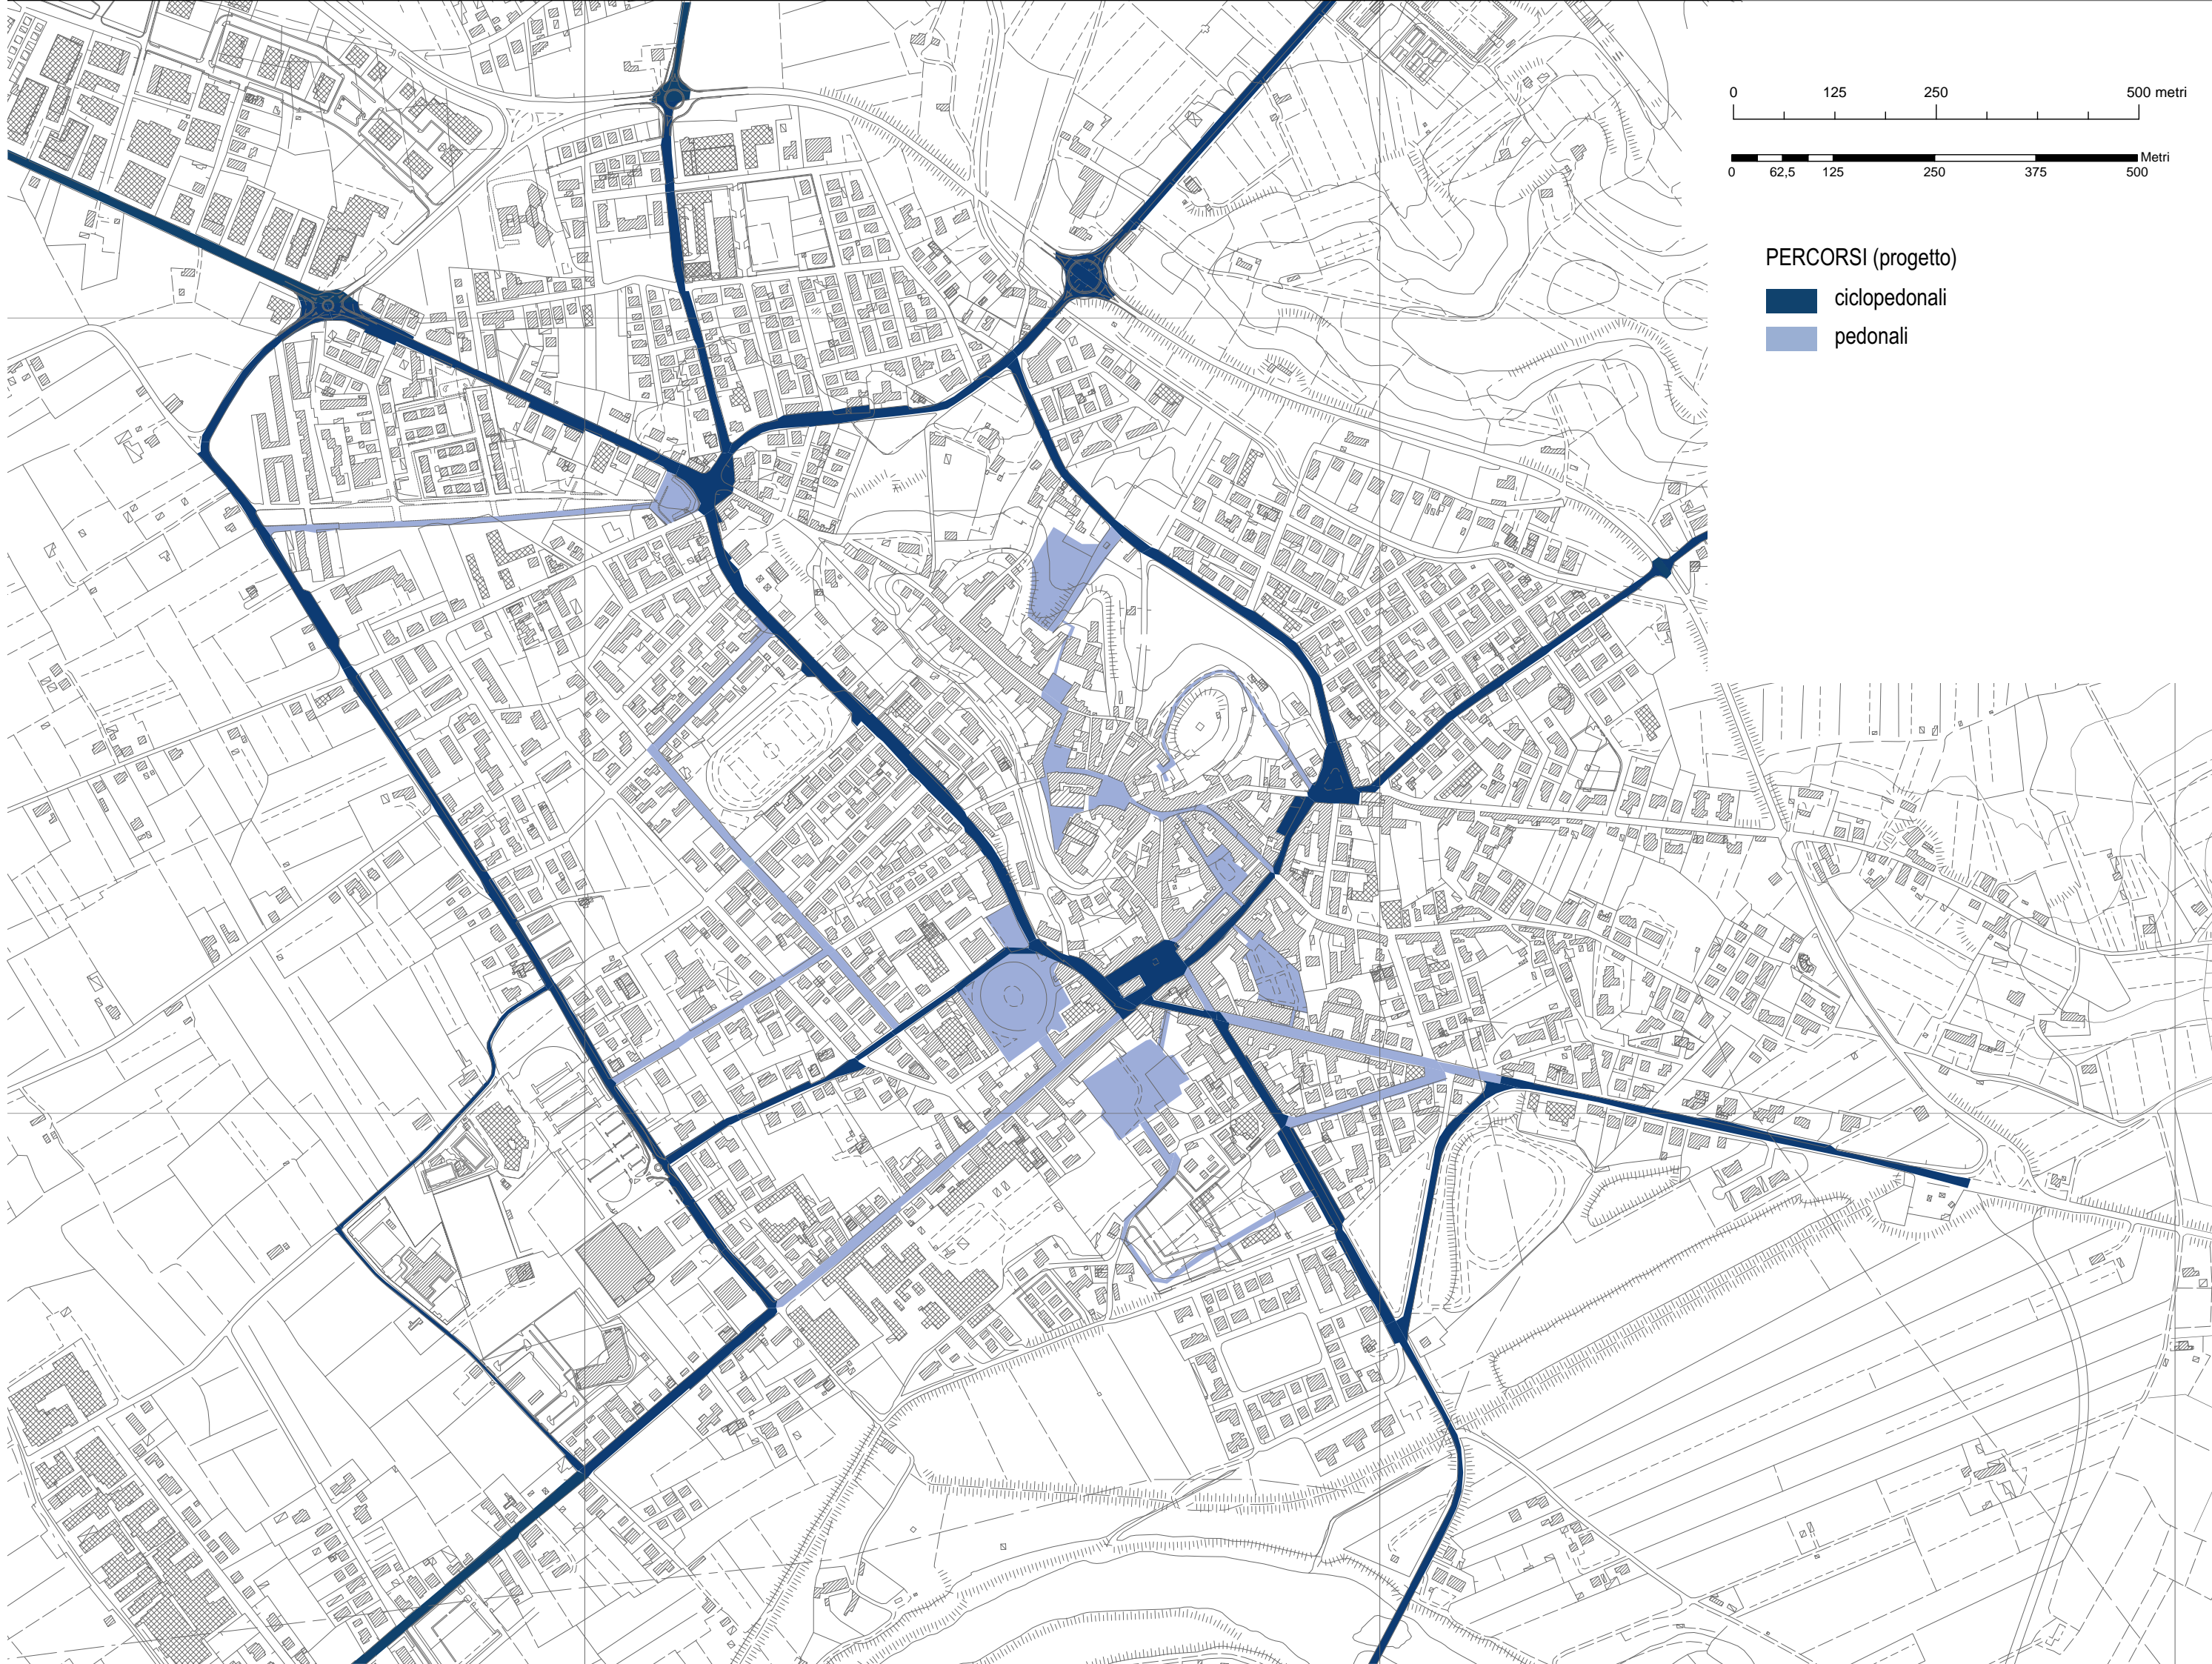 0 125 250 500 metri
Metri
0 62,5 125 250 375 500
PERCORSI (progetto)
ciclopedonali
pedonali